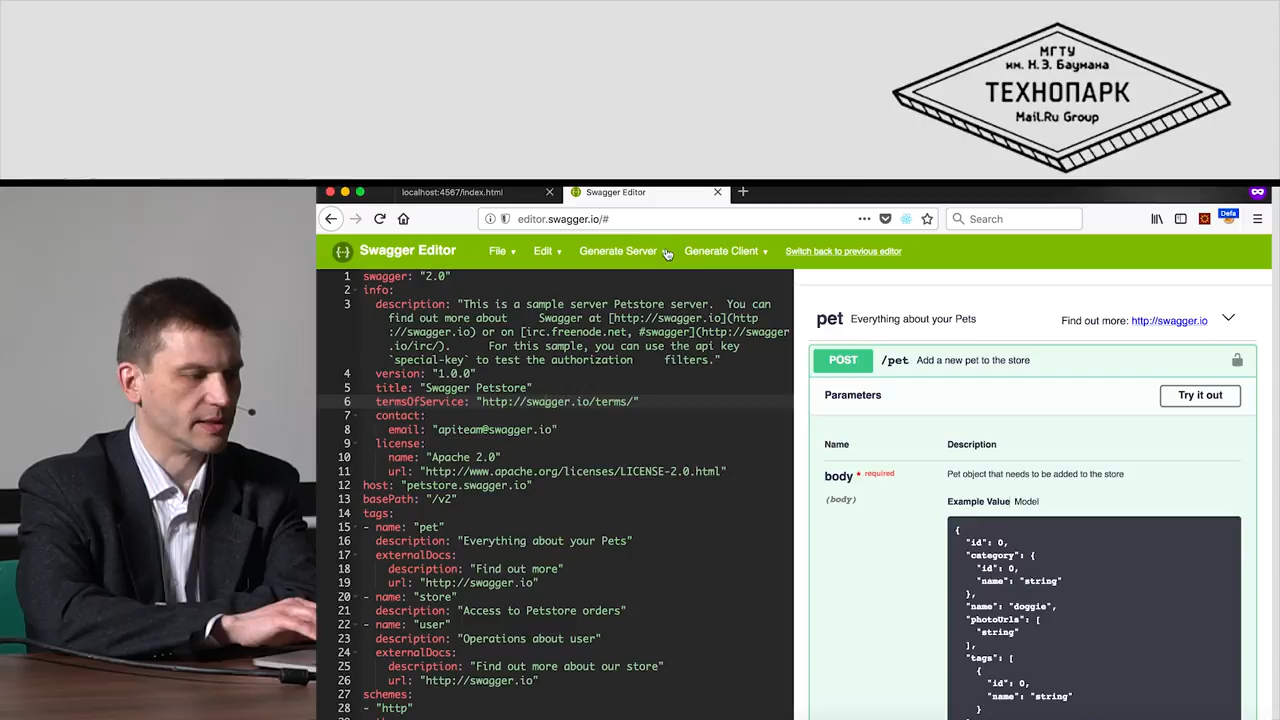 МГТУ
им. Н.Э. Баумана
ТЕХНОПАРК
Mail.Ru Group
localhost:4567/index.html
Swagger Editor
editor.swagger.io/#
Search
Defa
Swagger Editor
File
Edit
Generate Server
Generate Client
Switch back to previous editor
1 swagger: "2.0"
2 info:
3 description: "This is a sample server Petstore server. You can
find out more about Swagger at [http://swagger.io](http
://swagger.io) or on [irc.freenode.net, #swagger](http://swagger
.io/irc/). For this sample, you can use the api key
`special-key` to test the authorization filters."
4 version: "1.0.0"
5 title: "Swagger Petstore"
6 termsOfService: "http://swagger.io/terms/"
7 contact:
8 email: "apiteam@swagger.io"
9 license:
10 name: "Apache 2.0"
11 url: "http://www.apache.org/licenses/LICENSE-2.0.html"
12 host: "petstore.swagger.io"
13 basePath: "/v2"
14 tags:
15 - name: "pet"
16 description: "Everything about your Pets"
17 externalDocs:
18 description: "Find out more"
19 url: "http://swagger.io"
20 - name: "store"
21 description: "Access to Petstore orders"
22 - name: "user"
23 description: "Operations about user"
24 externalDocs:
25 description: "Find out more about our store"
26 url: "http://swagger.io"
27 schemes:
28 - "http"
pet Everything about your Pets
Find out more: http://swagger.io
POST /pet Add a new pet to the store
Parameters
Try it out
Name Description
body * required
Pet object that needs to be added to the store
(body)
Example Value Model
{
"id": 0,
"category": {
"id": 0,
"name": "string"
},
"name": "doggie",
"photoUrls": [
"string"
],
"tags": [
{
"id": 0,
"name": "string"
}